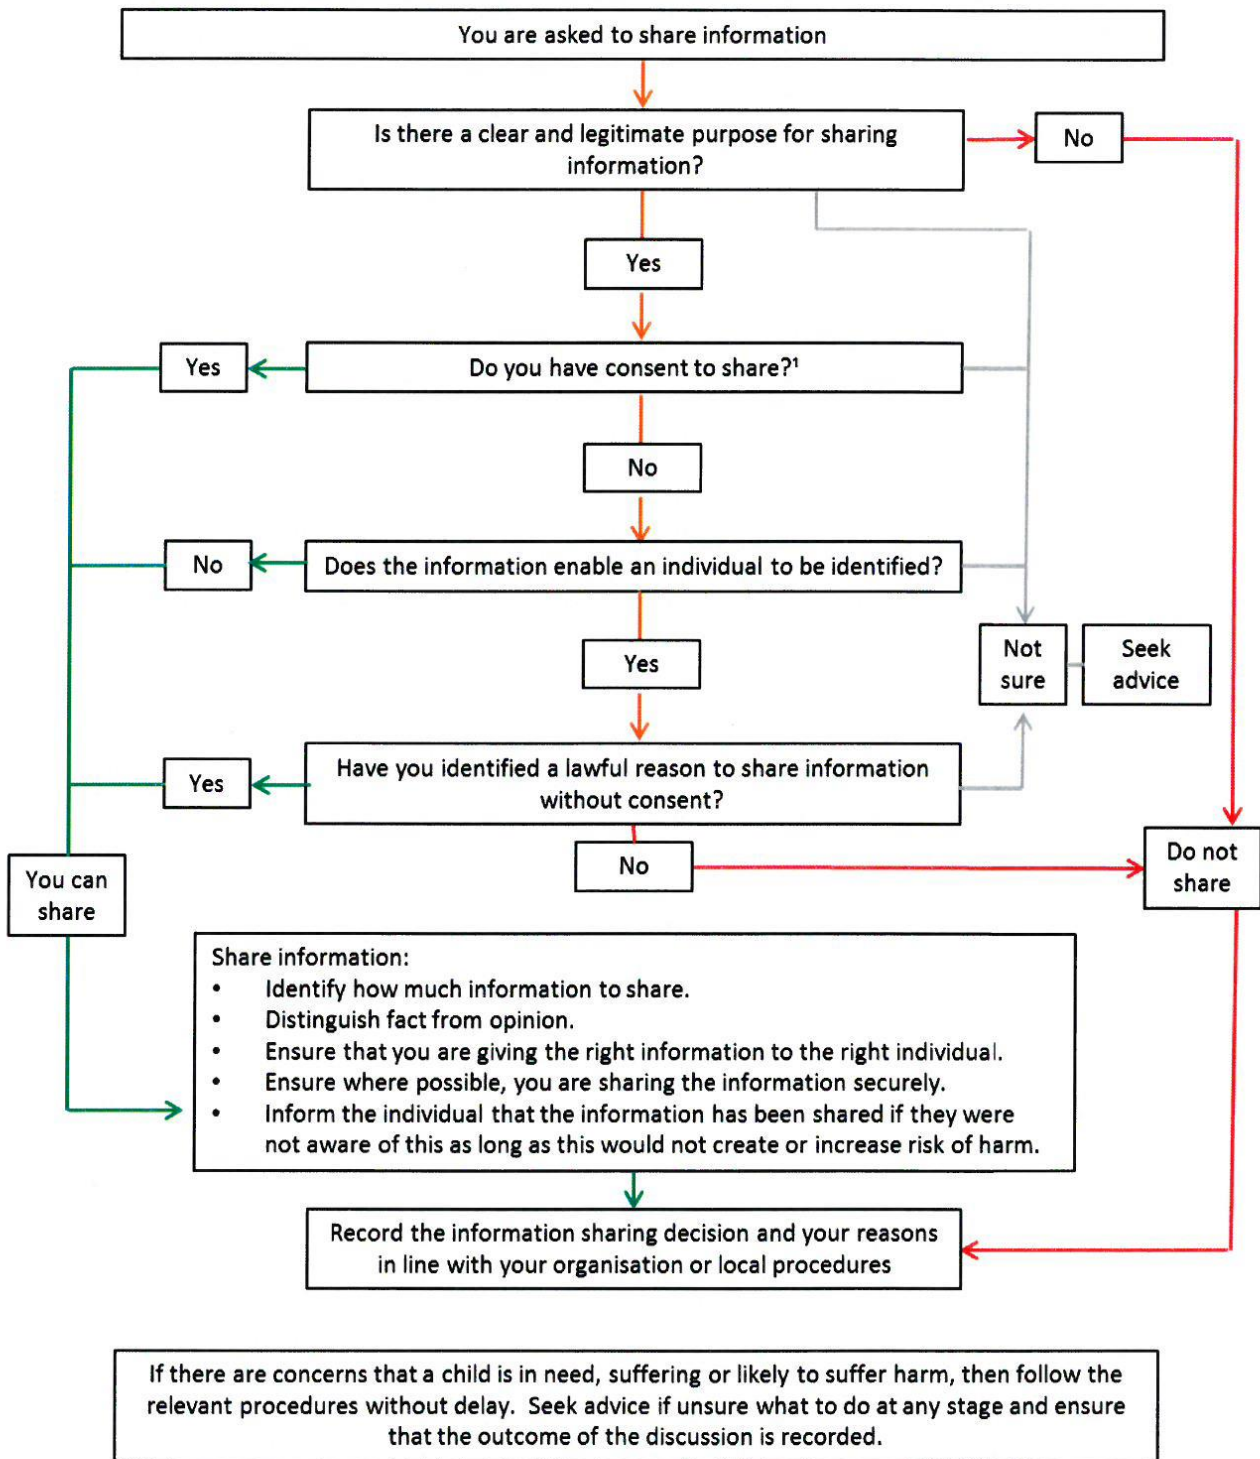 You are asked to share information
Is there a clear and legitimate purpose for sharing
information?
No
Yes
Yes
Do you have consent to share?¹
No
No
Does the information enable an individual to be identified?
Yes
Not
sure
Seek
advice
Yes
Have you identified a lawful reason to share information
without consent?
No
Do not
share
You can
share
Share information:
• Identify how much information to share.
• Distinguish fact from opinion.
• Ensure that you are giving the right information to the right individual.
• Ensure where possible, you are sharing the information securely.
• Inform the individual that the information has been shared if they were
not aware of this as long as this would not create or increase risk of harm.
Record the information sharing decision and your reasons
in line with your organisation or local procedures
If there are concerns that a child is in need, suffering or likely to suffer harm, then follow the
relevant procedures without delay. Seek advice if unsure what to do at any stage and ensure
that the outcome of the discussion is recorded.